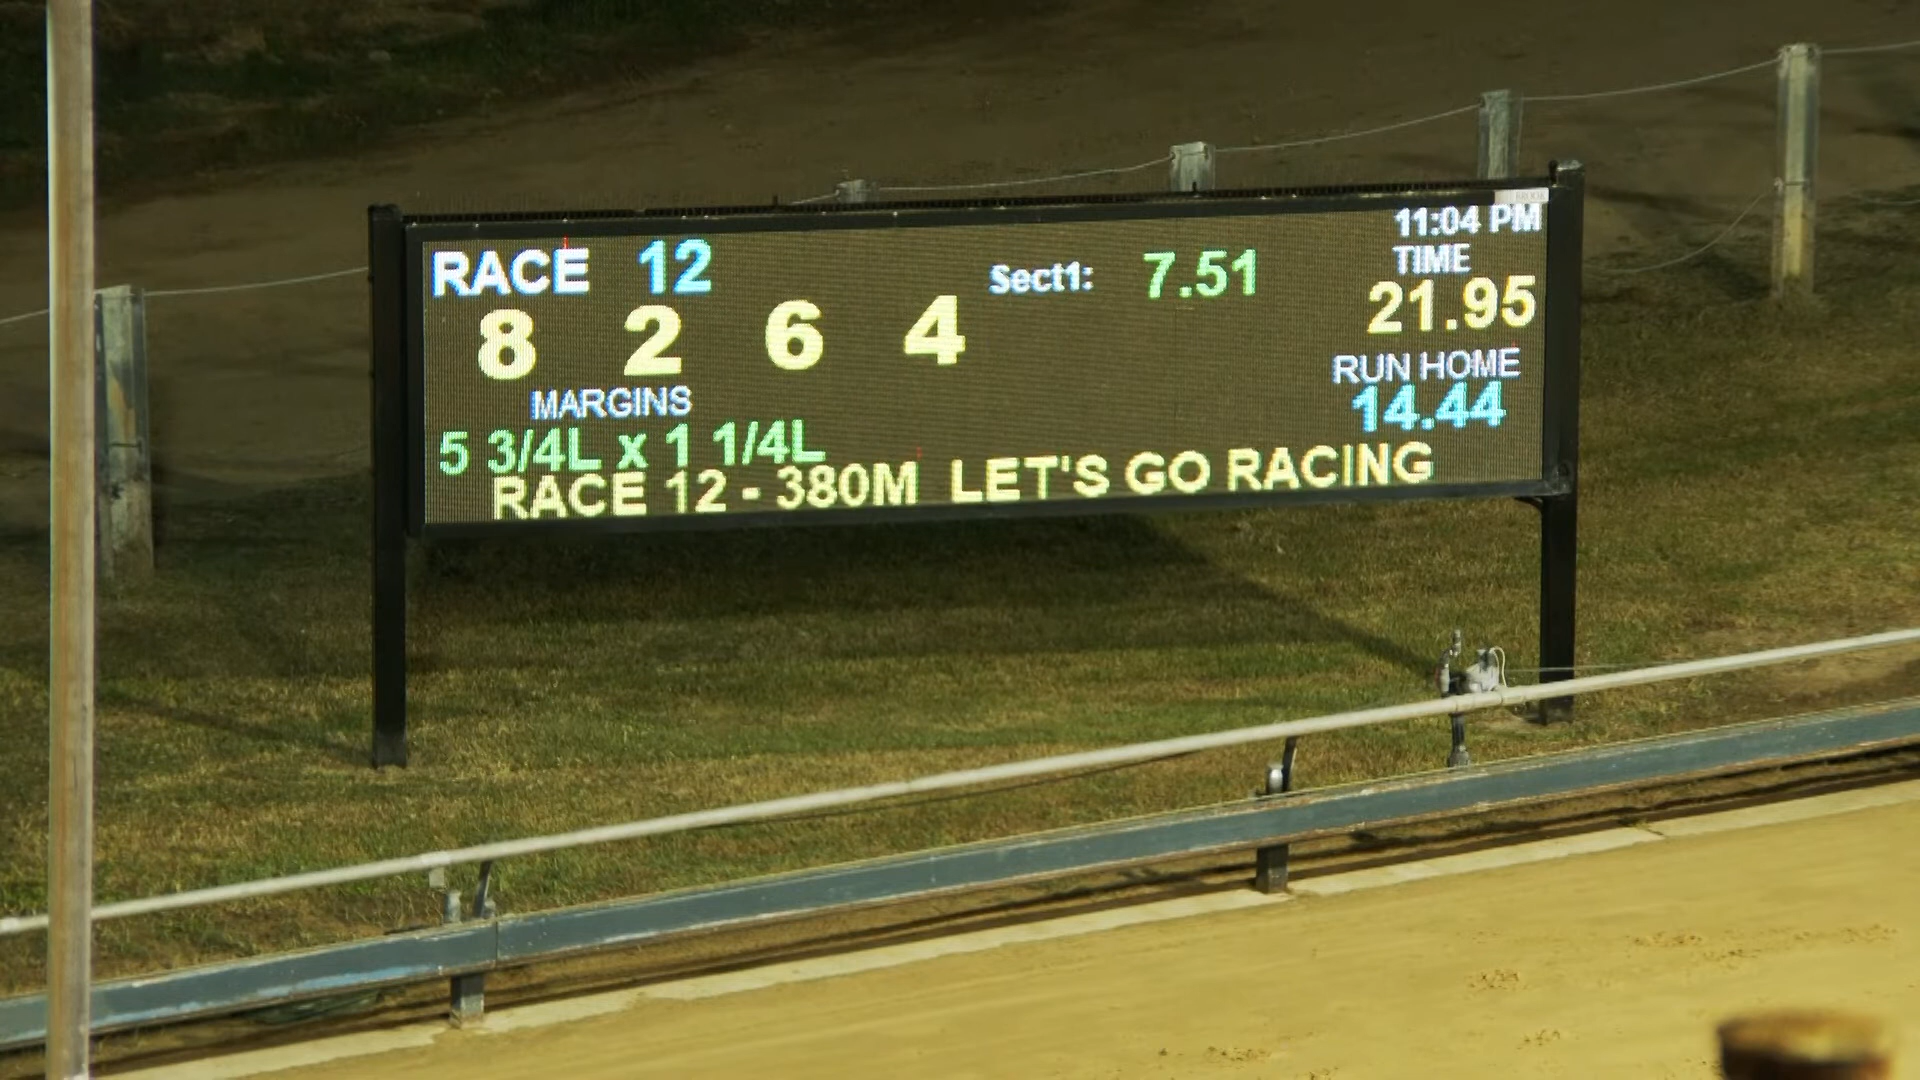 11:04 PM
RACE 12 Sect1: 7.51 TIME
8 2 6 4 21.95
MARGINS RUN HOME
5 3/4L x 1 1/4L 14.44
RACE 12 - 380M LET'S GO RACING